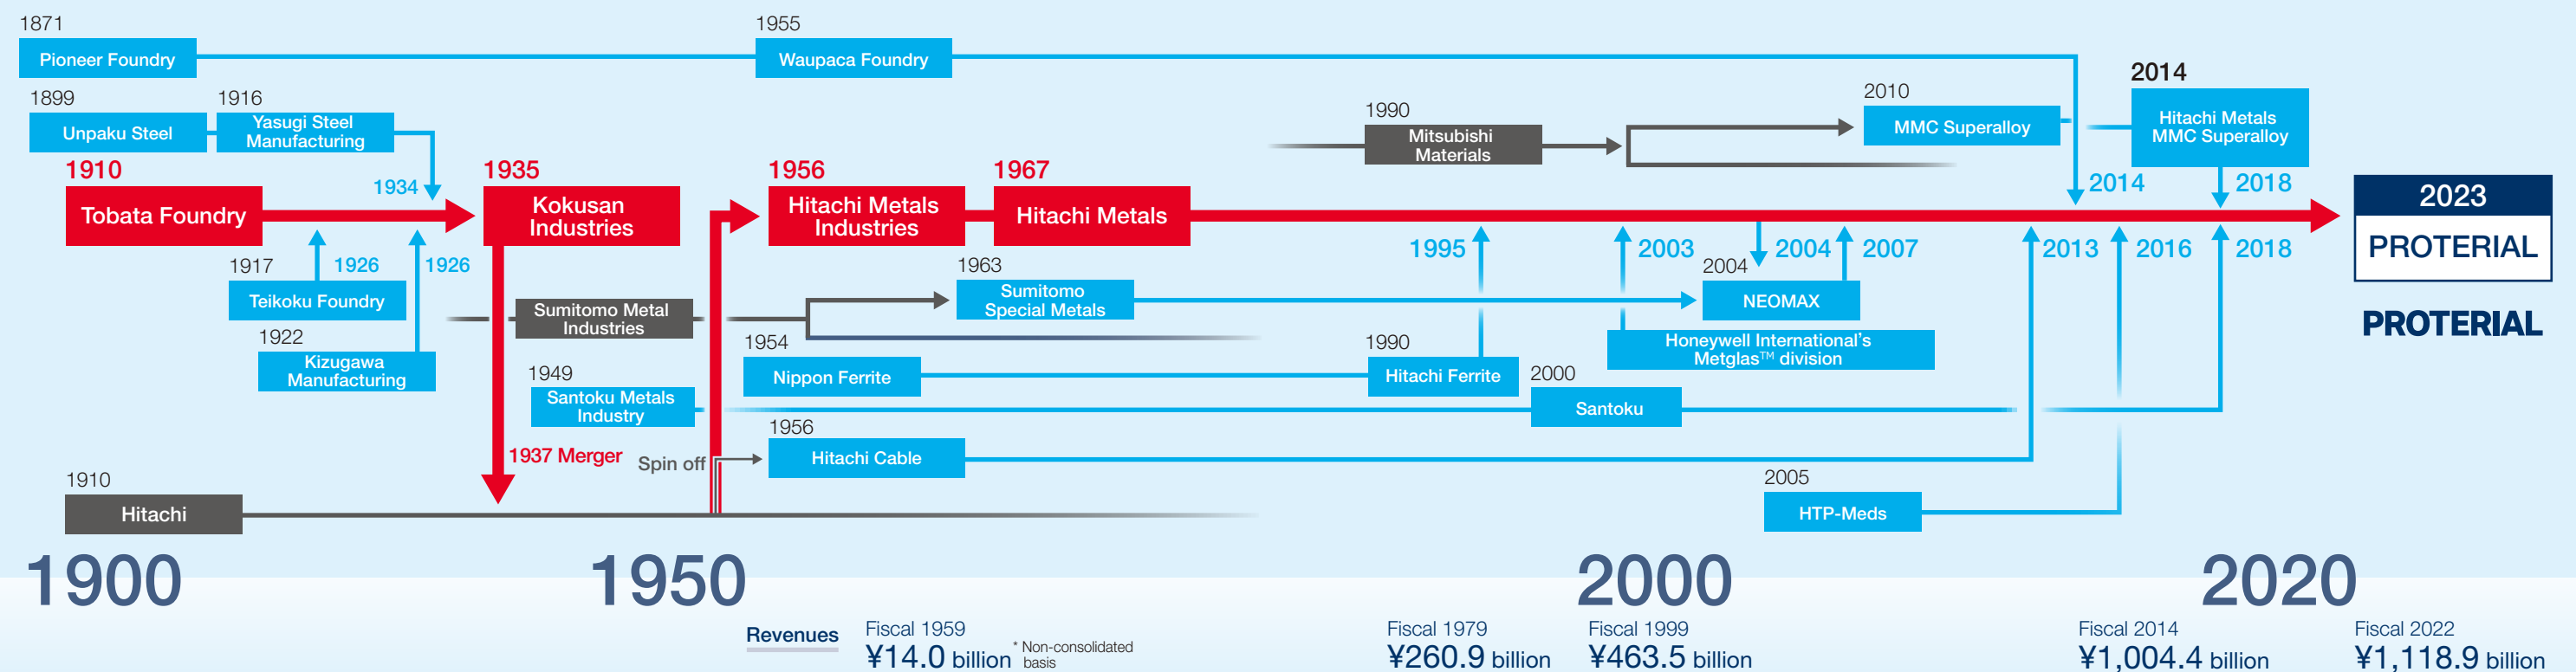 1871
Pioneer Foundry
1955
Waupaca Foundry
1899
Unpaku Steel
1916
Yasugi Steel
Manufacturing
1934
1910
Tobata Foundry
1935
Kokusan
Industries
1956
Hitachi Metals
Industries
1967
Hitachi Metals
1990
Mitsubishi
Materials
2010
MMC Superalloy
2014
Hitachi Metals
MMC Superalloy
2014
2018
2023
PROTERIAL
PROTERIAL
1917
Teikoku Foundry
1926
1926
1922
Kizugawa
Manufacturing
Sumitomo Metal
Industries
1963
Sumitomo
Special Metals
1995
2003
2004
2004
NEOMAX
2007
2013
2016
2018
Honeywell International’s
Metglas™ division
1954
Nippon Ferrite
1990
Hitachi Ferrite
1949
Santoku Metals
Industry
2000
Santoku
1937 Merger
Spin off
1956
Hitachi Cable
1910
Hitachi
2005
HTP-Meds
1900
1950
2000
2020
Revenues
Fiscal 1959
¥14.0 billion
* Non-consolidated
basis
Fiscal 1979
¥260.9 billion
Fiscal 1999
¥463.5 billion
Fiscal 2014
¥1,004.4 billion
Fiscal 2022
¥1,118.9 billion